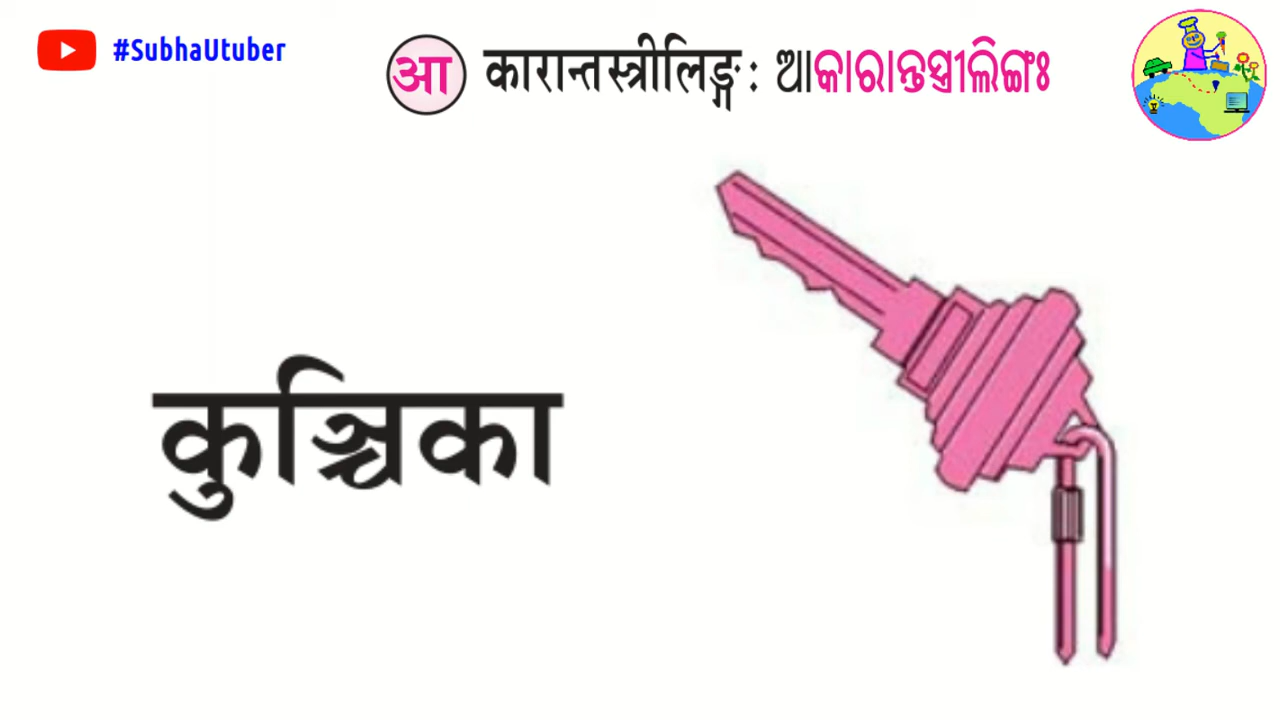 #SubhaUtuber
आ कारान्तस्त्रीलिङ्गः ଆକାରାନ୍ତସ୍ତ୍ରୀଲିଙ୍ଗଃ
कुञ्चिका